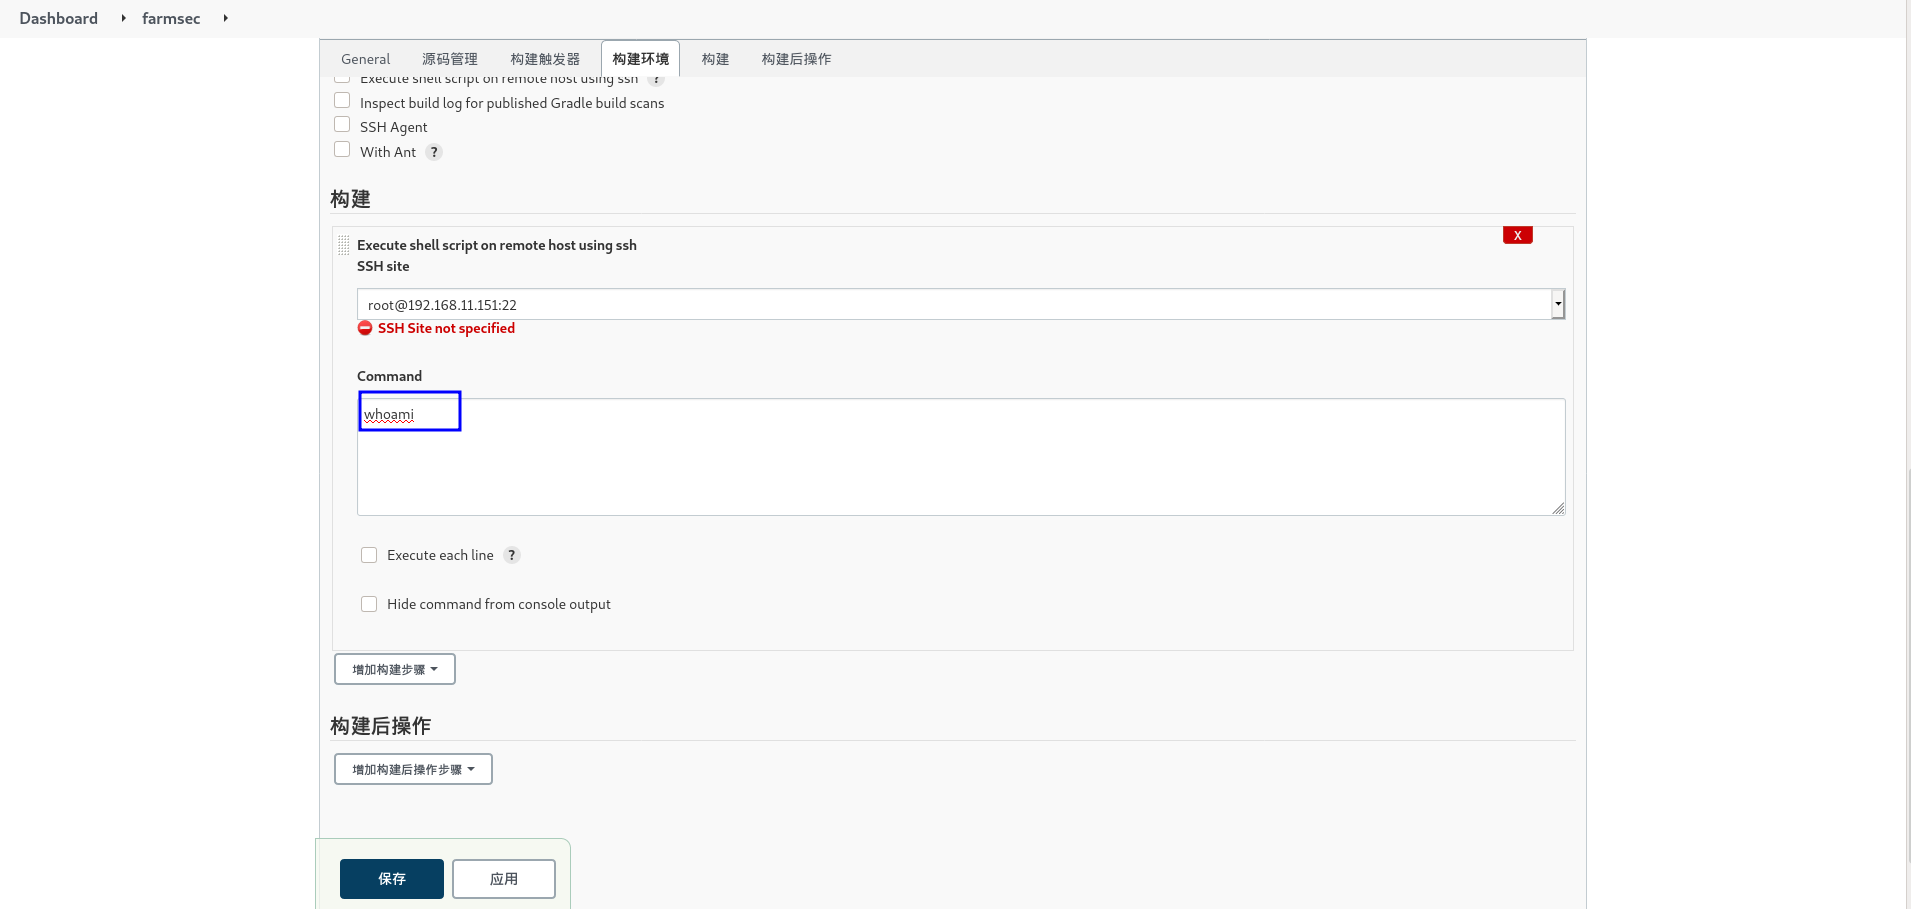 Dashboard farmsec
General 源码管理 构建触发器 构建环境 构建 构建后操作
Execute shell script on remote host using ssh ?
Inspect build log for published Gradle build scans
SSH Agent
With Ant ?
构建
X
Execute shell script on remote host using ssh
SSH site
root@192.168.11.151:22
SSH Site not specified
Command
whoami
Execute each line ?
Hide command from console output
增加构建步骤
构建后操作
增加构建后操作步骤
保存 应用